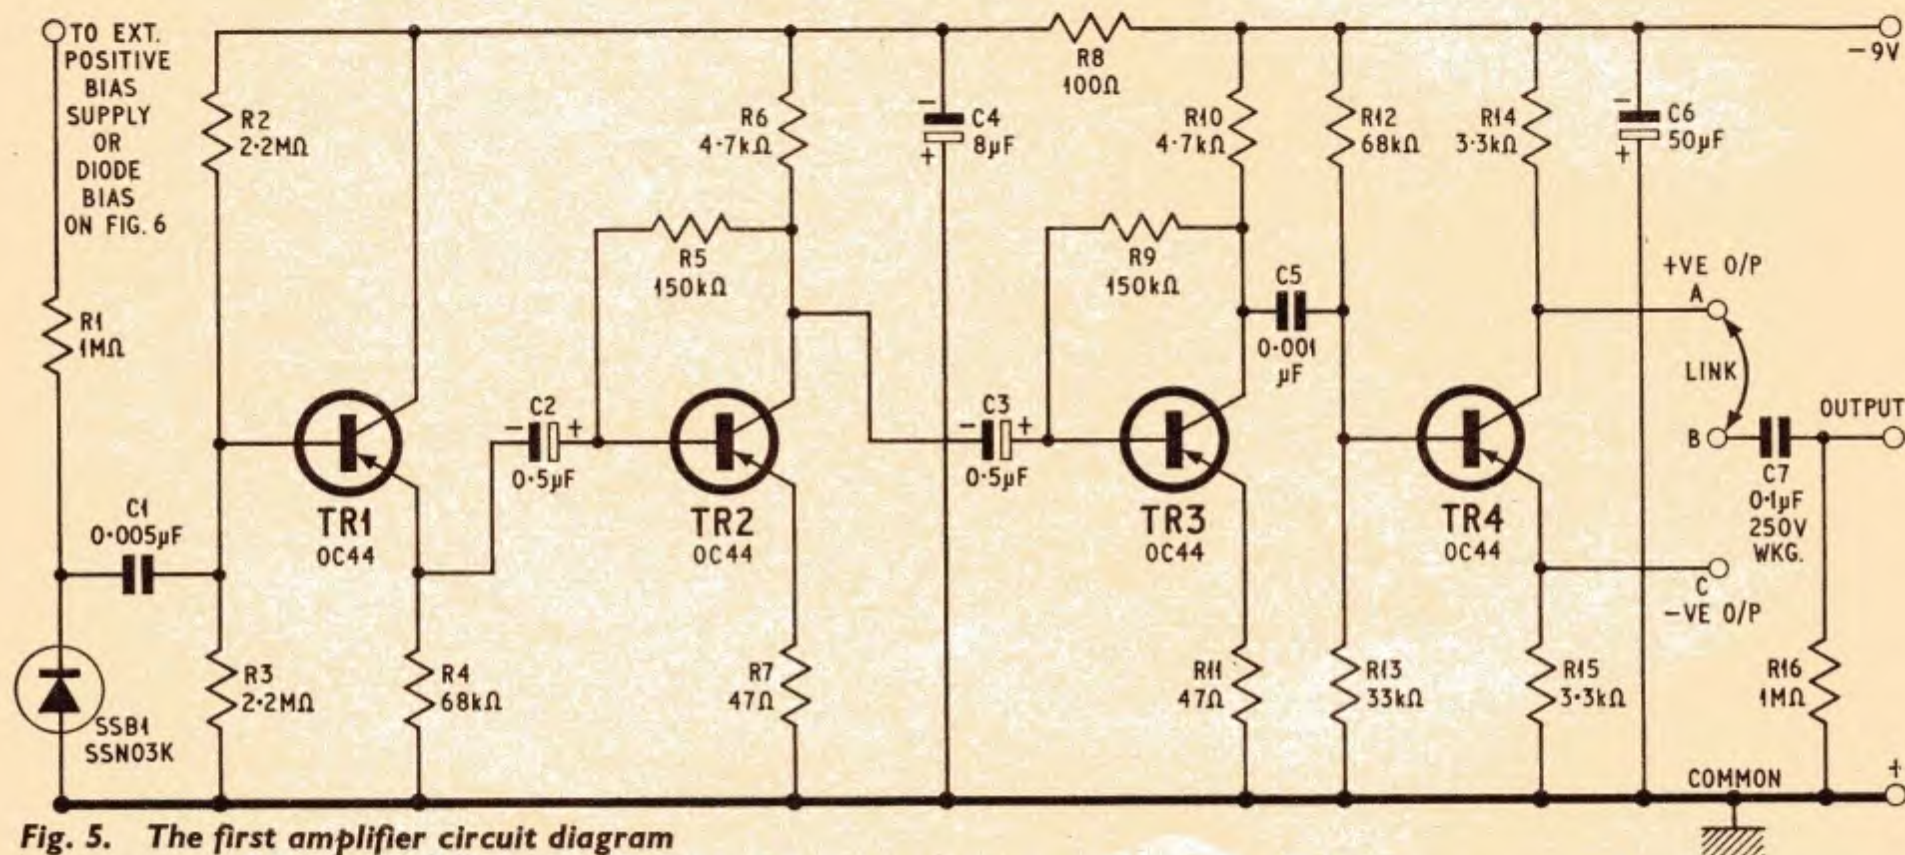 TO EXT.
POSITIVE
BIAS
SUPPLY
OR
DIODE
BIAS
ON FIG. 6
R1
1MΩ
C1
0·005µF
SSB1
SSN03K
R2
2·2MΩ
R3
2·2MΩ
TR1
OC44
R4
68kΩ
C2
- +
0·5µF
R5
150kΩ
R6
4·7kΩ
TR2
OC44
R7
47Ω
-
C4
8µF
+
R8
100Ω
C3
- +
0·5µF
R9
150kΩ
R10
4·7kΩ
TR3
OC44
R11
47Ω
C5
0·001
µF
R12
68kΩ
R13
33kΩ
R14
3·3kΩ
TR4
OC44
R15
3·3kΩ
-
C6
50µF
+
-9V
+VE O/P
A
LINK
B
OUTPUT
C7
0·1µF
250V
WKG.
C
-VE O/P
R16
1MΩ
COMMON
+
Fig. 5. The first amplifier circuit diagram